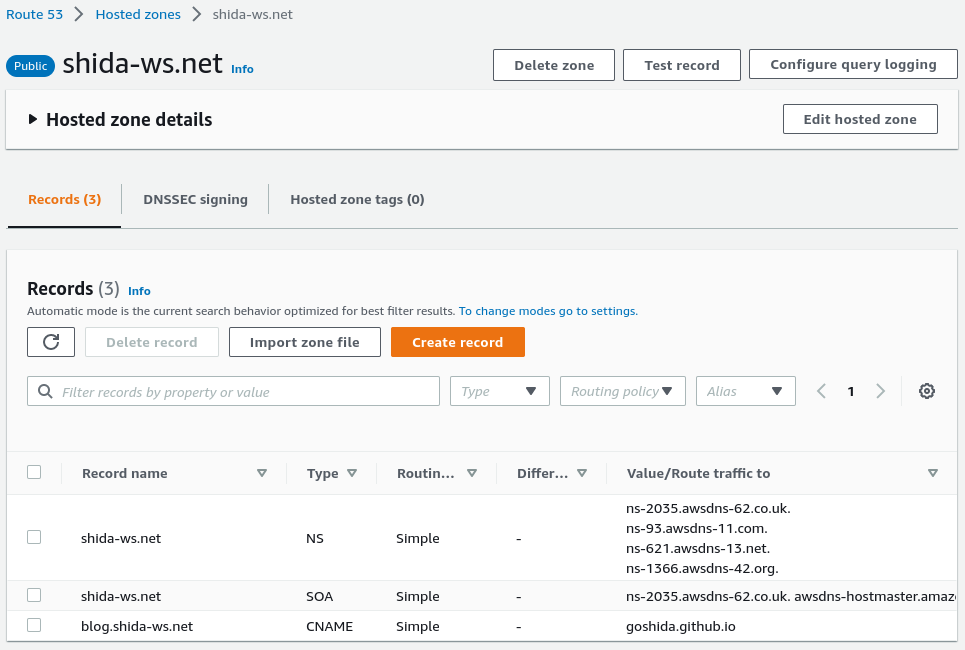 Route 53 > Hosted zones > shida-ws.net
Public shida-ws.net Info
Delete zone Test record Configure query logging
Hosted zone details
Edit hosted zone
Records (3) DNSSEC signing Hosted zone tags (0)
Records (3) Info
Automatic mode is the current search behavior optimized for best filter results. To change modes go to settings.
Delete record Import zone file Create record
Filter records by property or value Type Routing policy Alias 1
Record name Type Routin... Differ... Value/Route traffic to
shida-ws.net NS Simple - ns-2035.awsdns-62.co.uk.
ns-93.awsdns-11.com.
ns-621.awsdns-13.net.
ns-1366.awsdns-42.org.
shida-ws.net SOA Simple - ns-2035.awsdns-62.co.uk. awsdns-hostmaster.amaz
blog.shida-ws.net CNAME Simple - goshida.github.io